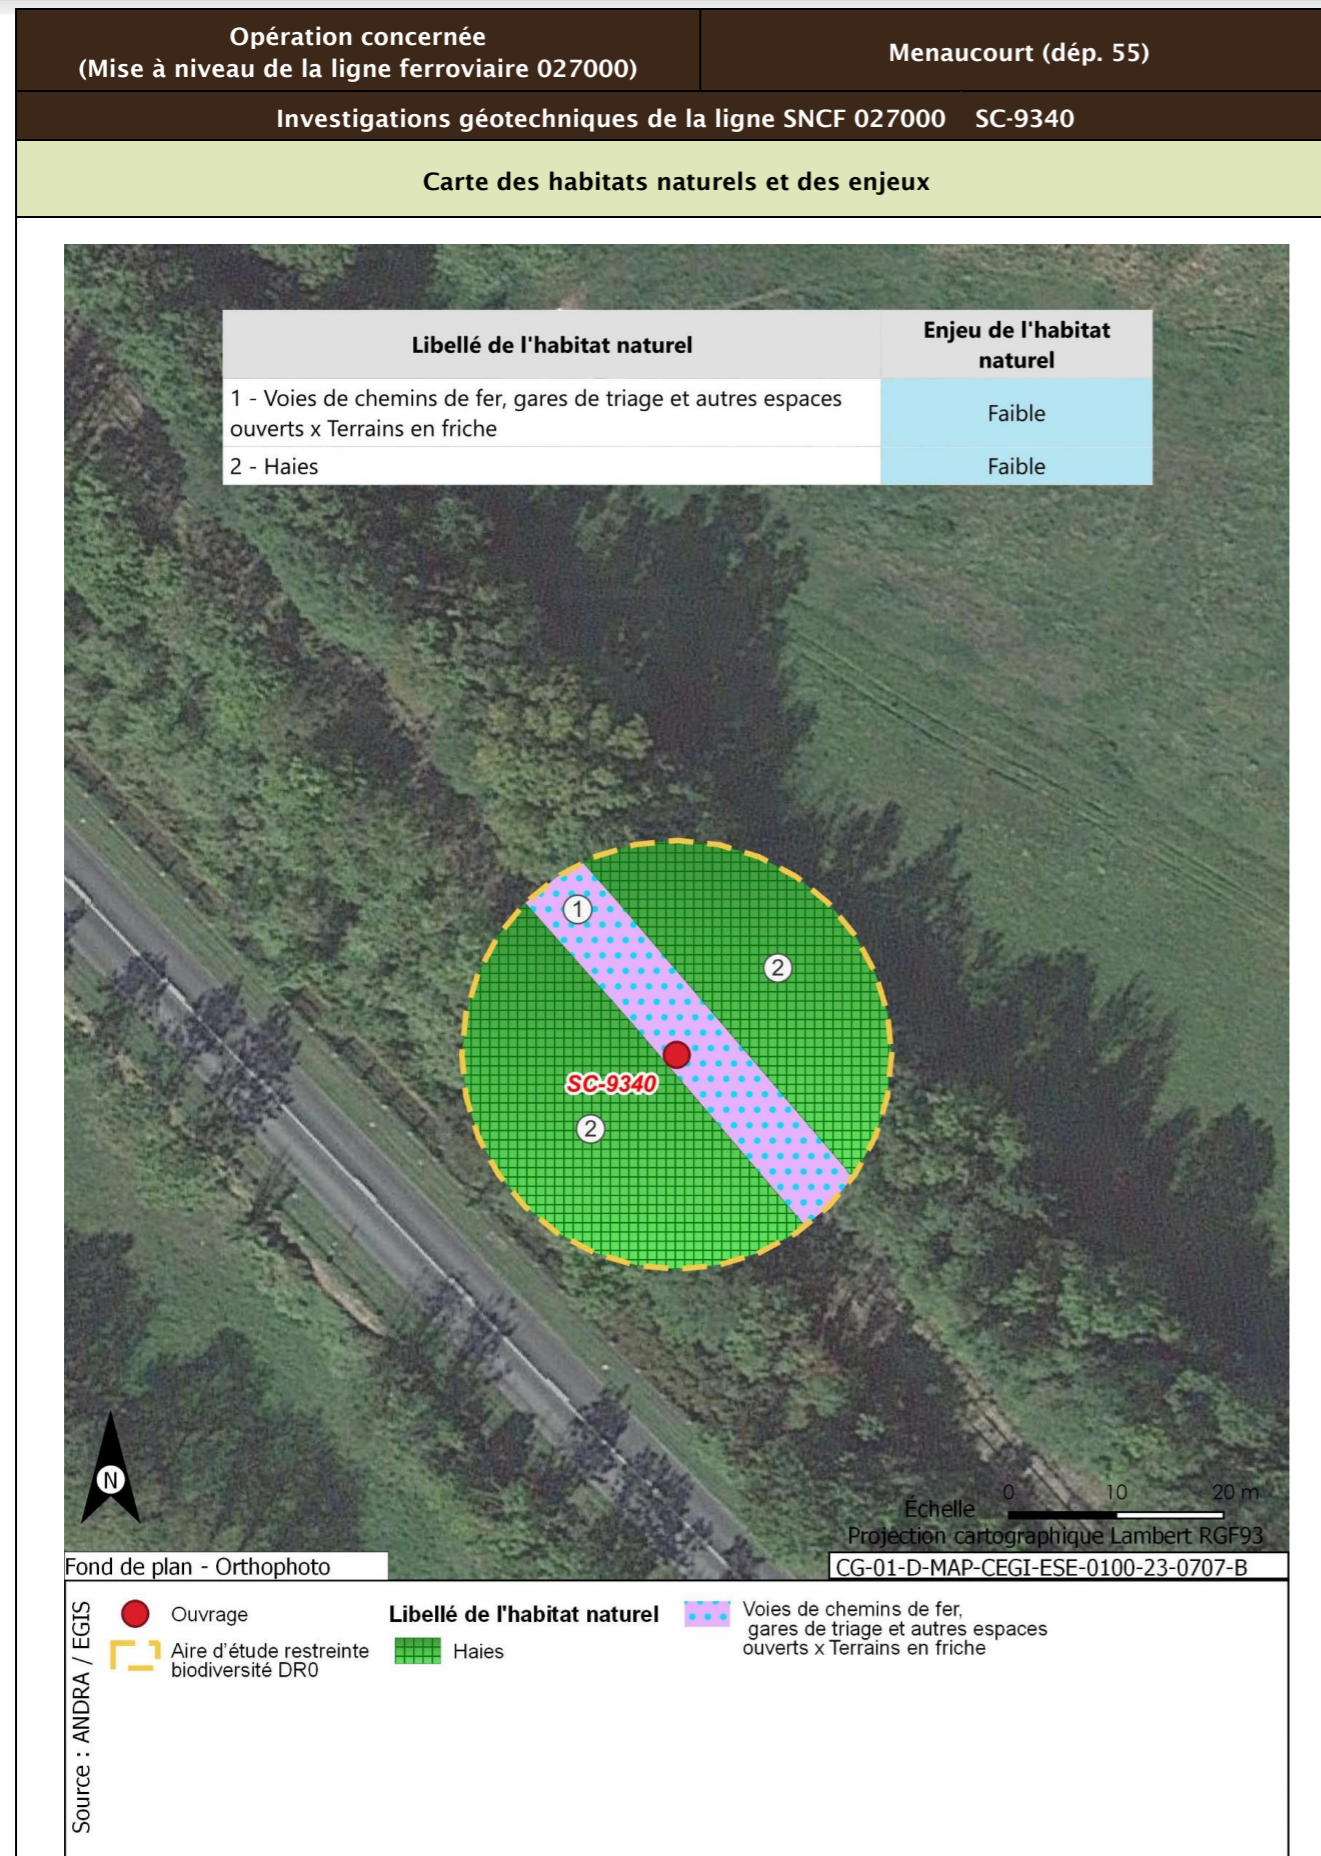 Opération concernée
(Mise à niveau de la ligne ferroviaire 027000)
Menaucourt (dép. 55)
Investigations géotechniques de la ligne SNCF 027000 SC-9340
Carte des habitats naturels et des enjeux
Libellé de l'habitat naturel
Enjeu de l'habitat
naturel
1 - Voies de chemins de fer, gares de triage et autres espaces
ouverts x Terrains en friche
Faible
2 - Haies
Faible
1
2
SC-9340
2
N
0 10 20 m
Échelle
Projection cartographique Lambert RGF93
Fond de plan - Orthophoto
CG-01-D-MAP-CEGI-ESE-0100-23-0707-B
Source : ANDRA / EGIS
Ouvrage
Aire d'étude restreinte
biodiversité DR0
Libellé de l'habitat naturel
Haies
Voies de chemins de fer,
gares de triage et autres espaces
ouverts x Terrains en friche